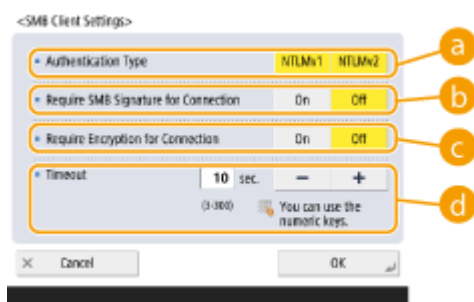 <SMB Client Settings>
a
Authentication Type NTLMv1 NTLMv2
b
Require SMB Signature for Connection On Off
Require Encryption for Connection On Off
c
Timeout 10 sec. − +
(3-300) You can use the
numeric keys.
d
× Cancel OK